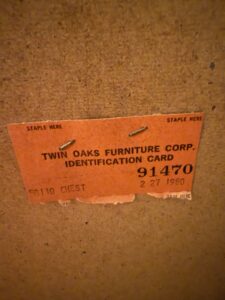 STAPLE HERE STAPLE HERE
TWIN OAKS FURNITURE CORP.
IDENTIFICATION CARD
91470
CHEST 2 27 1980